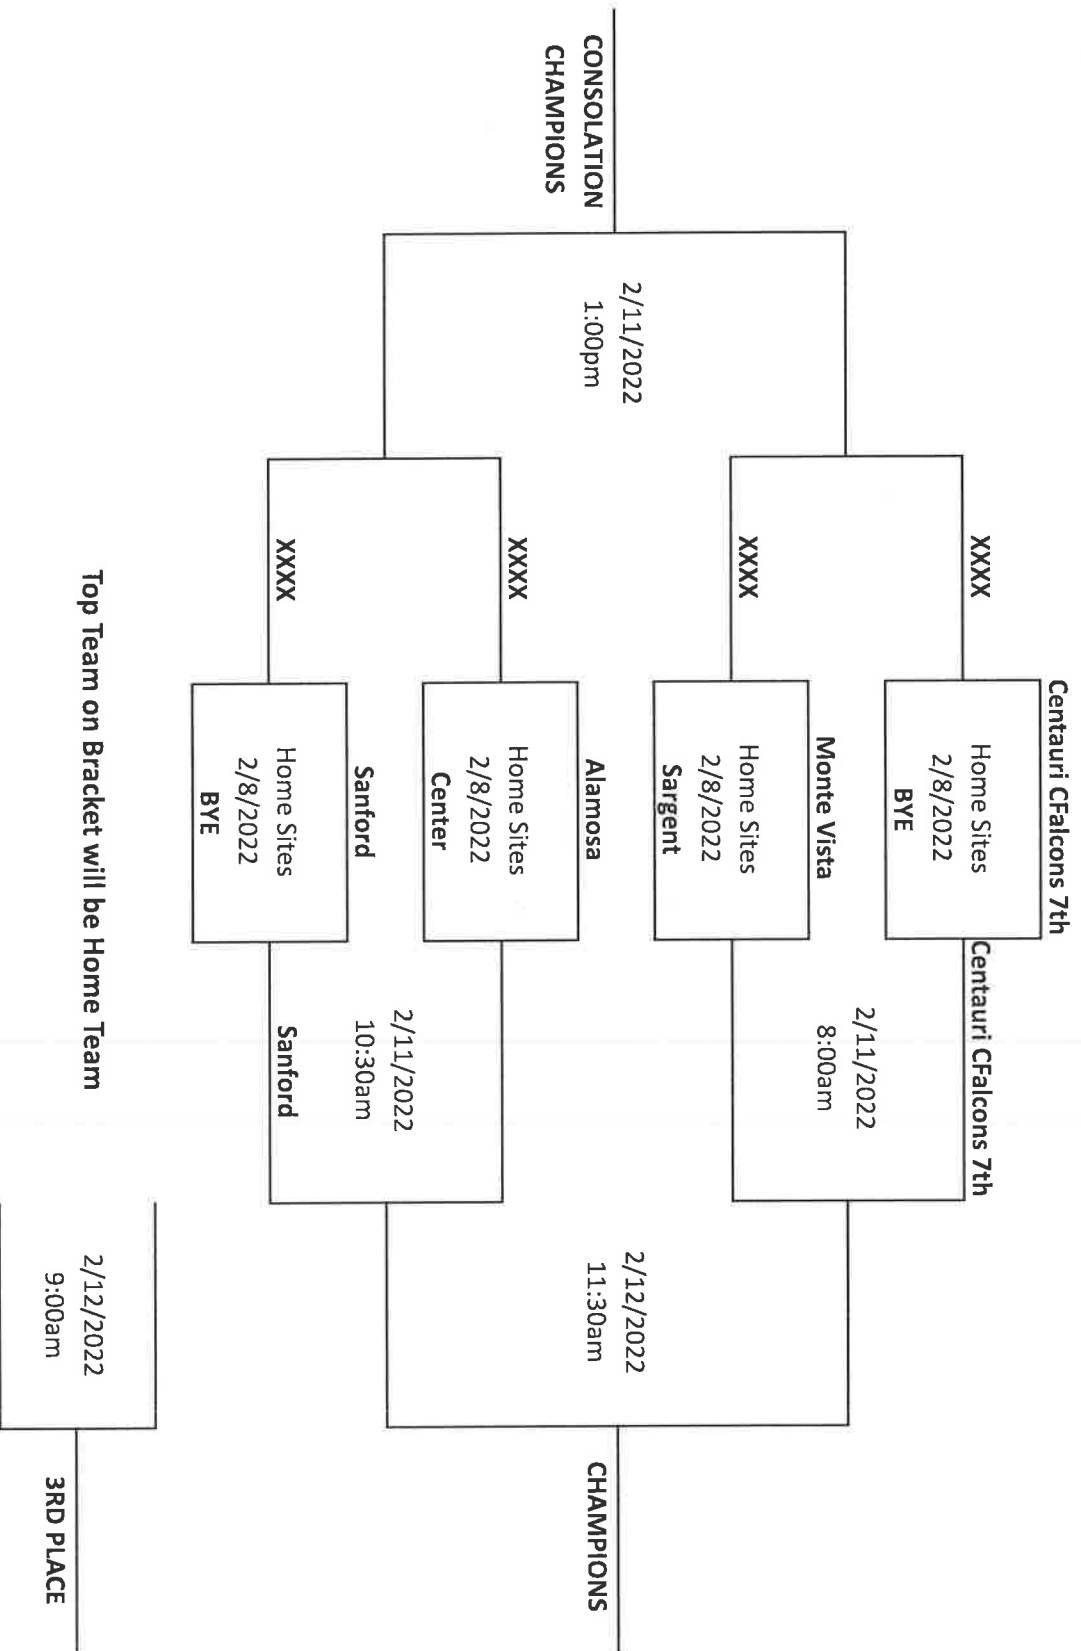 Centauri CFalcons 7th
XXXX
Home Sites
2/8/2022
BYE
Centauri CFalcons 7th
2/11/2022
8:00am
Monte Vista
XXXX
Home Sites
2/8/2022
Sargent
2/11/2022
1:00pm
CONSOLATION
CHAMPIONS
2/12/2022
11:30am
CHAMPIONS
Alamosa
XXXX
Home Sites
2/8/2022
Center
2/11/2022
10:30am
Sanford
XXXX
Home Sites
2/8/2022
BYE
Sanford
Top Team on Bracket will be Home Team
2/12/2022
9:00am
3RD PLACE